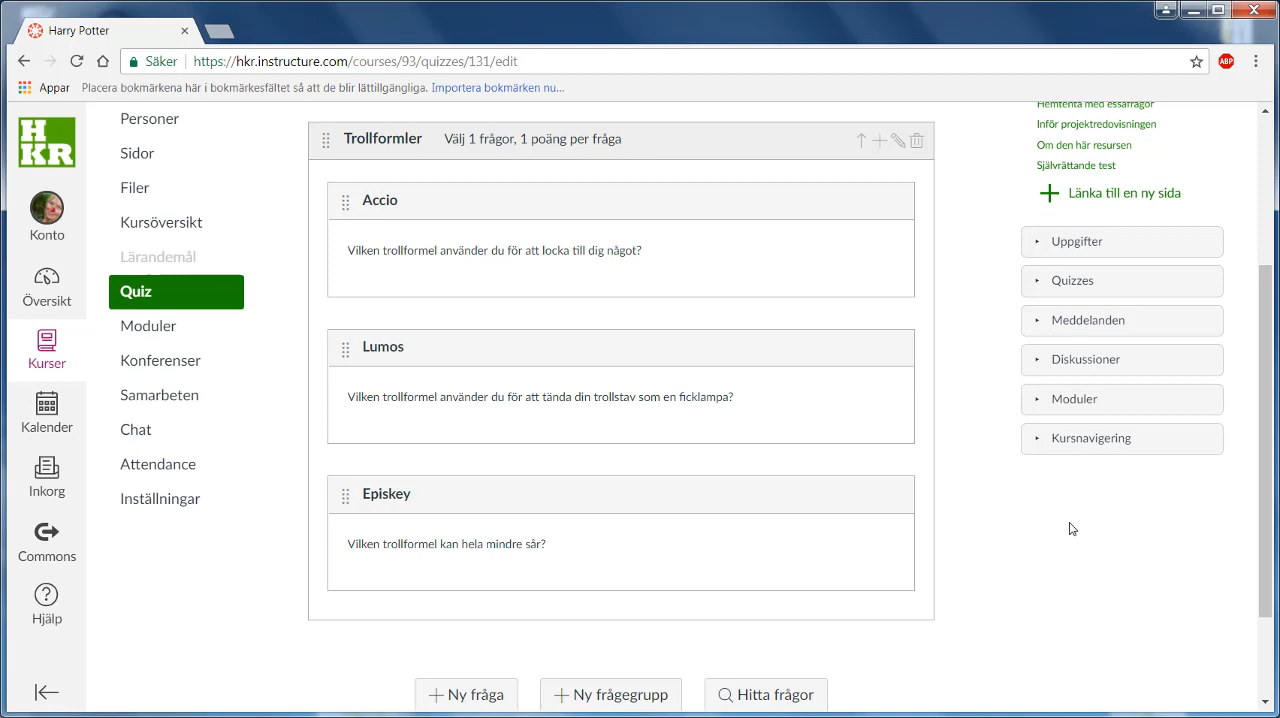 Harry Potter
Säker
https://hkr.instructure.com/courses/93/quizzes/131/edit
ABP
Appar
Placera bokmärkena här i bokmärkesfältet så att de blir lättillgängliga. Importera bokmärken nu...
HKR
Konto
Översikt
Kurser
Kalender
Inkorg
Commons
Hjälp
Personer
Sidor
Filer
Kursöversikt
Lärandemål
Quiz
Moduler
Konferenser
Samarbeten
Chat
Attendance
Inställningar
Trollformler Välj 1 frågor, 1 poäng per fråga
Accio
Vilken trollformel använder du för att locka till dig något?
Lumos
Vilken trollformel använder du för att tända din trollstav som en ficklampa?
Episkey
Vilken trollformel kan hela mindre sår?
Ny fråga
Ny frågegrupp
Hitta frågor
Hemtenta med essäfrågor
Inför projektredovisningen
Om den här resursen
Självrättande test
Länka till en ny sida
Uppgifter
Quizzes
Meddelanden
Diskussioner
Moduler
Kursnavigering